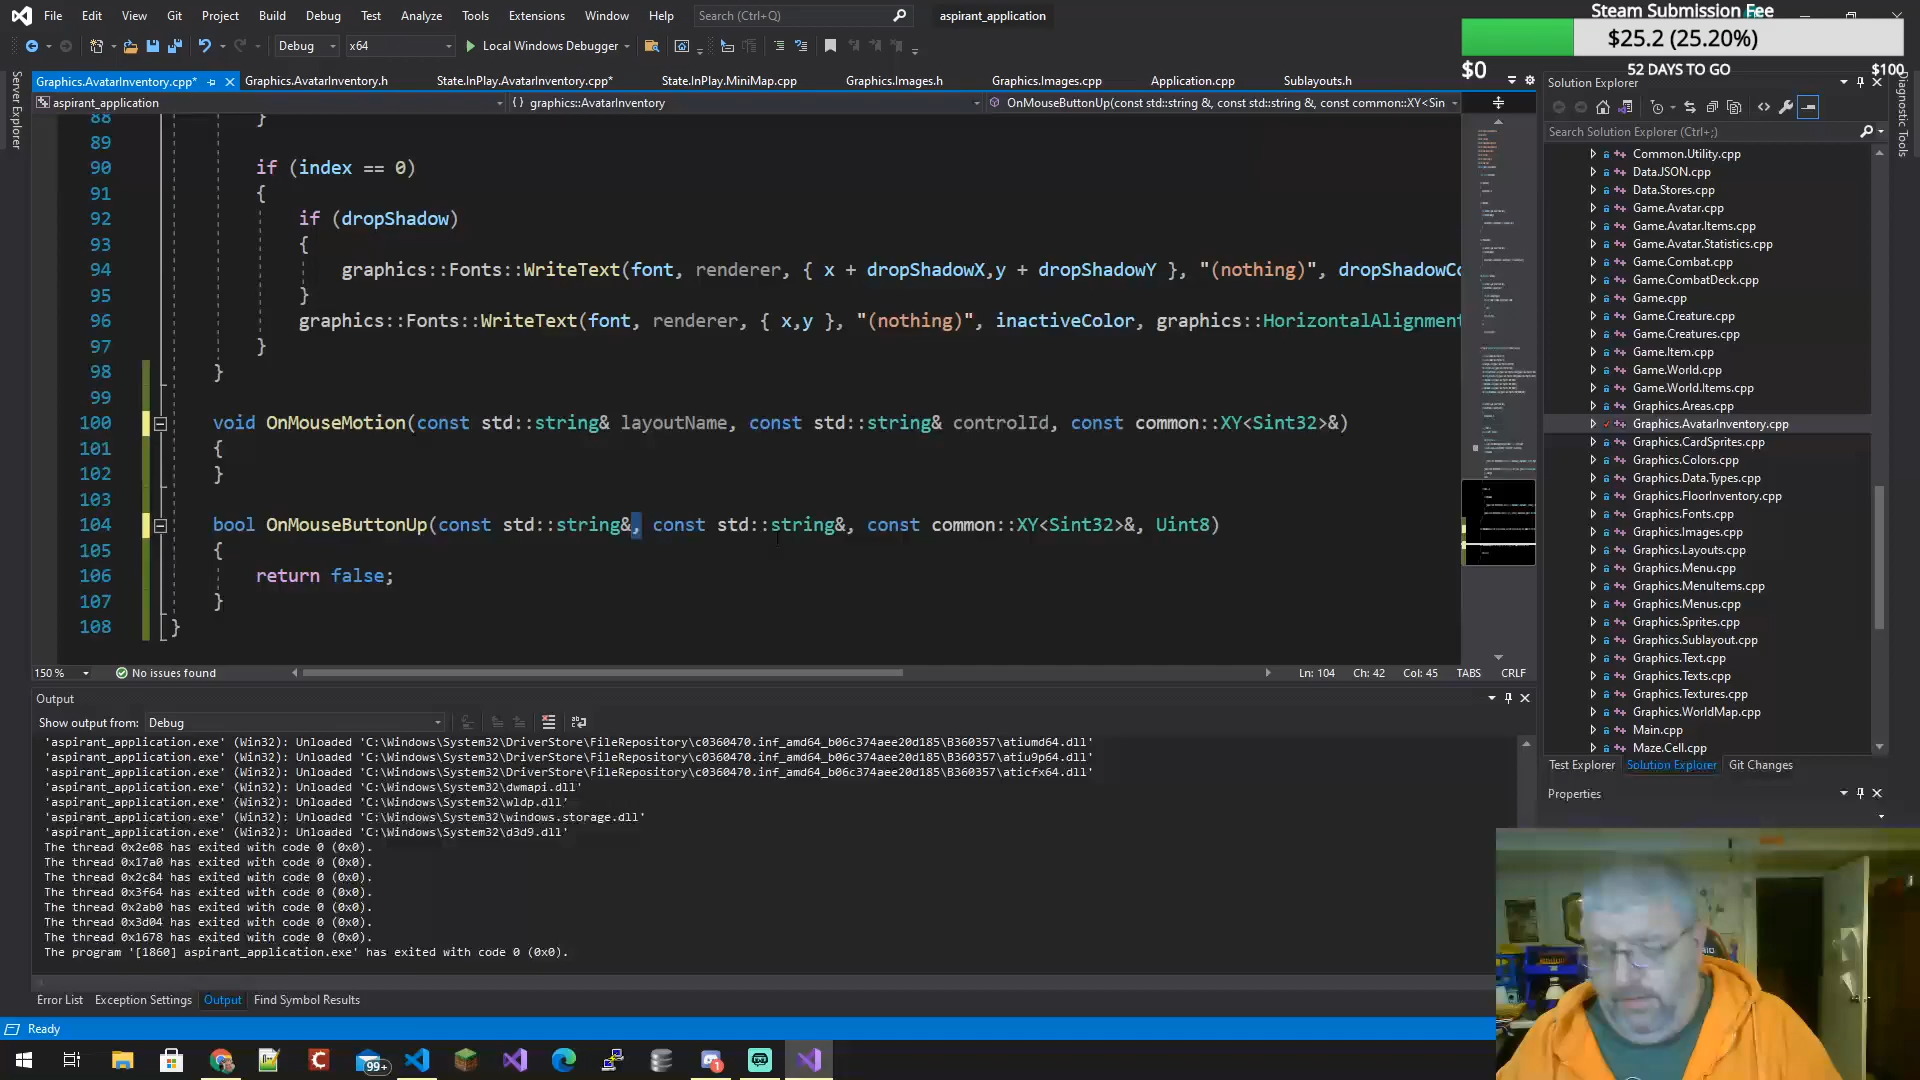 File Edit View Git Project Build Debug Test Analyze Tools Extensions Window Help Search (Ctrl+Q) aspirant_application
Steam Submission Fee
$25.2 (25.20%)
$0 52 DAYS TO GO $100
Debug x64 Local Windows Debugger
Server Explorer
Diagnostic Tools
Graphics.AvatarInventory.cpp* Graphics.AvatarInventory.h State.InPlay.AvatarInventory.cpp* State.InPlay.MiniMap.cpp Graphics.Images.h Graphics.Images.cpp Application.cpp Sublayouts.h
aspirant_application {} graphics::AvatarInventory OnMouseButtonUp(const std::string &, const std::string &, const common::XY<Sin
88 }
89
90 if (index == 0)
91 {
92 if (dropShadow)
93 {
94 graphics::Fonts::WriteText(font, renderer, { x + dropShadowX,y + dropShadowY }, "(nothing)", dropShadowCo
95 }
96 graphics::Fonts::WriteText(font, renderer, { x,y }, "(nothing)", inactiveColor, graphics::HorizontalAlignment
97 }
98 }
99
100 void OnMouseMotion(const std::string& layoutName, const std::string& controlId, const common::XY<Sint32>&)
101 {
102 }
103
104 bool OnMouseButtonUp(const std::string&, const std::string&, const common::XY<Sint32>&, Uint8)
105 {
106 return false;
107 }
108 }
150 % No issues found Ln: 104 Ch: 42 Col: 45 TABS CRLF
Output
Show output from: Debug
'aspirant_application.exe' (Win32): Unloaded 'C:\Windows\System32\DriverStore\FileRepository\c0360470.inf_amd64_b06c374aee20d185\B360357\atiumd64.dll'
'aspirant_application.exe' (Win32): Unloaded 'C:\Windows\System32\DriverStore\FileRepository\c0360470.inf_amd64_b06c374aee20d185\B360357\atiu9p64.dll'
'aspirant_application.exe' (Win32): Unloaded 'C:\Windows\System32\DriverStore\FileRepository\c0360470.inf_amd64_b06c374aee20d185\B360357\aticfx64.dll'
'aspirant_application.exe' (Win32): Unloaded 'C:\Windows\System32\dwmapi.dll'
'aspirant_application.exe' (Win32): Unloaded 'C:\Windows\System32\wldp.dll'
'aspirant_application.exe' (Win32): Unloaded 'C:\Windows\System32\windows.storage.dll'
'aspirant_application.exe' (Win32): Unloaded 'C:\Windows\System32\d3d9.dll'
The thread 0x2e08 has exited with code 0 (0x0).
The thread 0x17a0 has exited with code 0 (0x0).
The thread 0x2c84 has exited with code 0 (0x0).
The thread 0x3f64 has exited with code 0 (0x0).
The thread 0x2ab0 has exited with code 0 (0x0).
The thread 0x3d04 has exited with code 0 (0x0).
The thread 0x1678 has exited with code 0 (0x0).
The program '[1860] aspirant_application.exe' has exited with code 0 (0x0).
Error List Exception Settings Output Find Symbol Results
Ready
Solution Explorer
Search Solution Explorer (Ctrl+;)
Common.Utility.cpp
Data.JSON.cpp
Data.Stores.cpp
Game.Avatar.cpp
Game.Avatar.Items.cpp
Game.Avatar.Statistics.cpp
Game.Combat.cpp
Game.CombatDeck.cpp
Game.cpp
Game.Creature.cpp
Game.Creatures.cpp
Game.Item.cpp
Game.World.cpp
Game.World.Items.cpp
Graphics.Areas.cpp
Graphics.AvatarInventory.cpp
Graphics.CardSprites.cpp
Graphics.Colors.cpp
Graphics.Data.Types.cpp
Graphics.FloorInventory.cpp
Graphics.Fonts.cpp
Graphics.Images.cpp
Graphics.Layouts.cpp
Graphics.Menu.cpp
Graphics.MenuItems.cpp
Graphics.Menus.cpp
Graphics.Sprites.cpp
Graphics.Sublayout.cpp
Graphics.Text.cpp
Graphics.Texts.cpp
Graphics.Textures.cpp
Graphics.WorldMap.cpp
Main.cpp
Maze.Cell.cpp
Test Explorer Solution Explorer Git Changes
Properties
99+
1